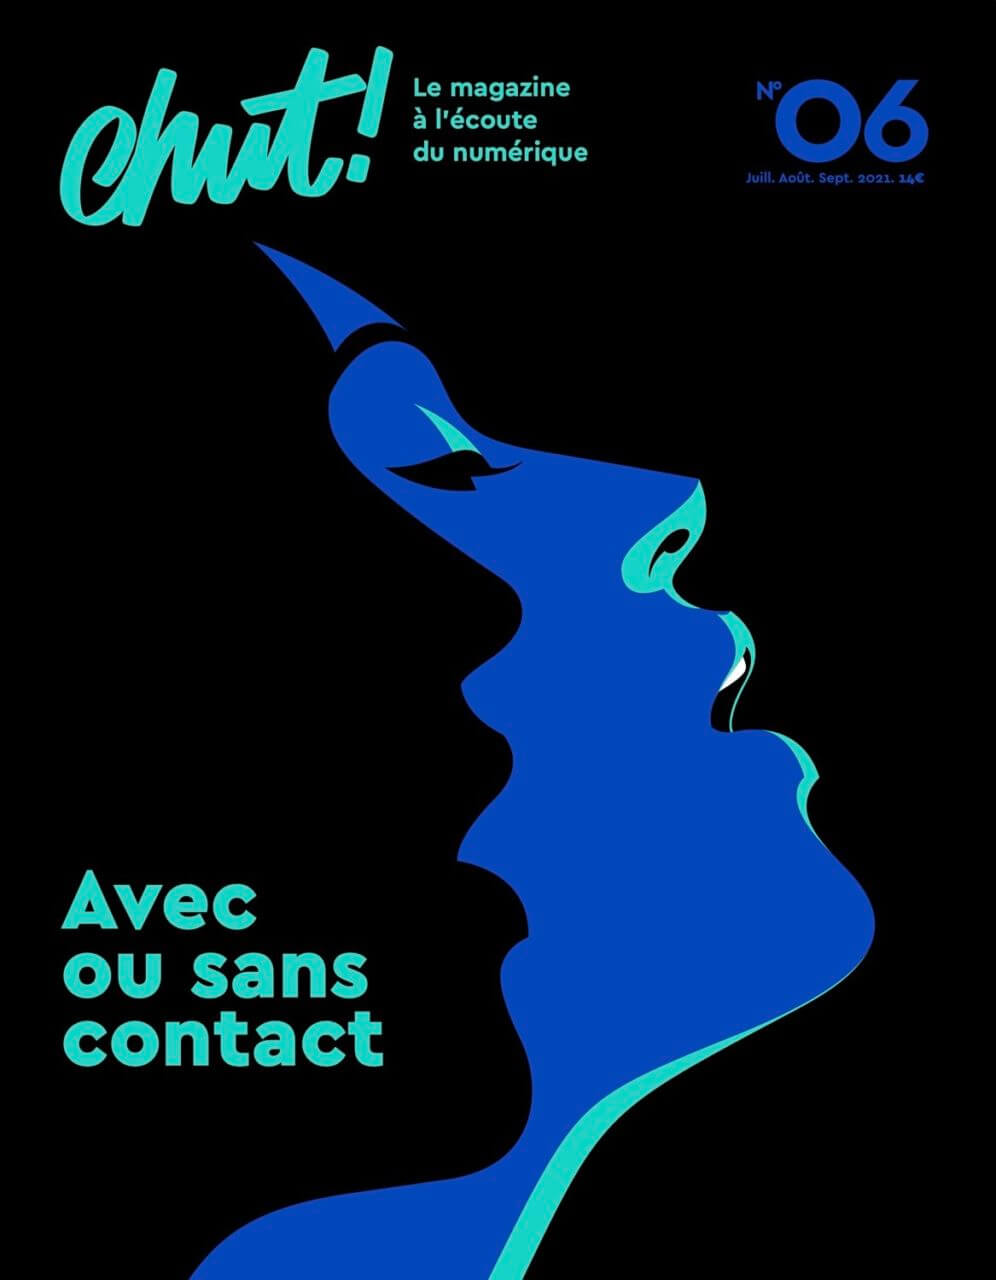 chut!
Le magazine
à l'écoute
du numérique
N° 06
Juill. Août. Sept. 2021. 14€
Avec
ou sans
contact